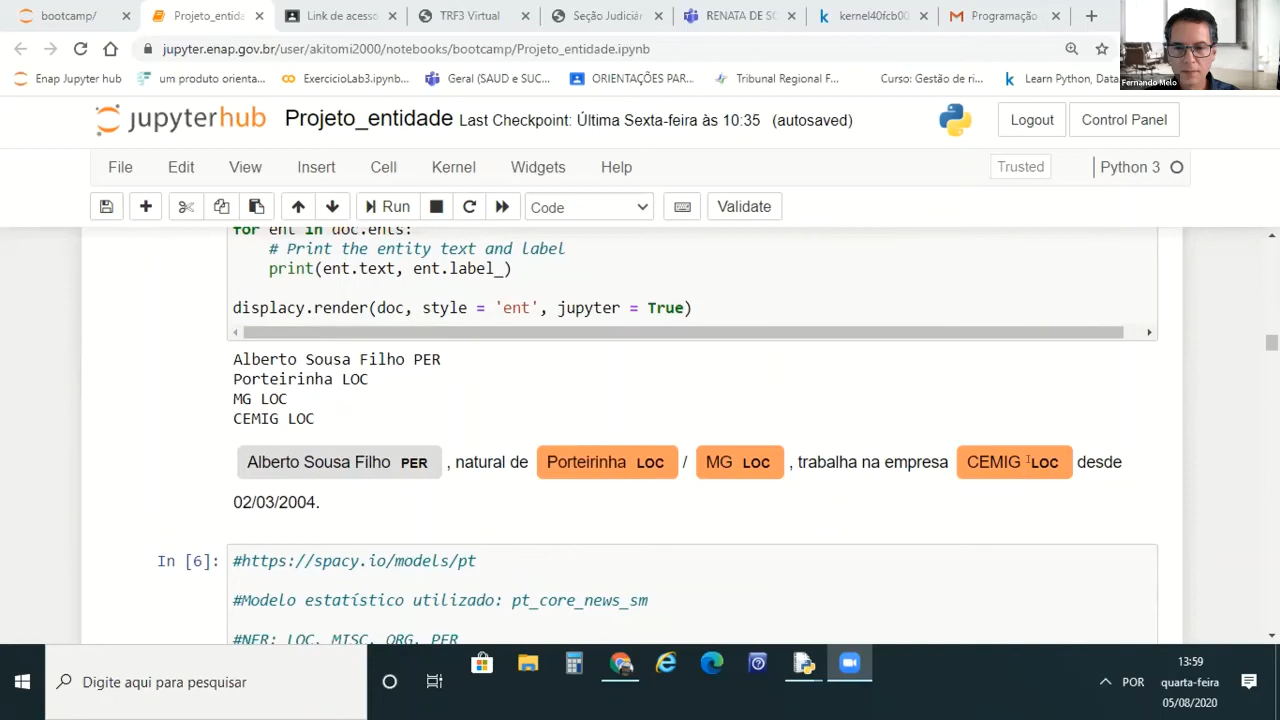 bootcamp/
Projeto_entida
Link de acesso
TRF3 Virtual
Seção Judiciár
RENATA DE SO
kernel40fcb00
Programação
jupyter.enap.gov.br/user/akitomi2000/notebooks/bootcamp/Projeto_entidade.ipynb
Enap Jupyter hub
um produto orienta...
ExercicioLab3.ipynb...
Geral (SAUD e SUC...
ORIENTAÇÕES PAR...
Tribunal Regional F...
Curso: Gestão de ri...
Learn Python, Data
Fernando Melo
jupyterhub
Projeto_entidade Last Checkpoint: Última Sexta-feira às 10:35 (autosaved)
Logout
Control Panel
File Edit View Insert Cell Kernel Widgets Help
Trusted
Python 3
Run
Code
Validate
for ent in doc.ents:
# Print the entity text and label
print(ent.text, ent.label_)
displacy.render(doc, style = 'ent', jupyter = True)
Alberto Sousa Filho PER
Porteirinha LOC
MG LOC
CEMIG LOC
Alberto Sousa Filho PER , natural de Porteirinha LOC / MG LOC , trabalha na empresa CEMIG LOC desde
02/03/2004.
In [6]:
#https://spacy.io/models/pt
#Modelo estatístico utilizado: pt_core_news_sm
#NER: LOC, MISC, ORG, PER
Digite aqui para pesquisar
POR
13:59
quarta-feira
05/08/2020